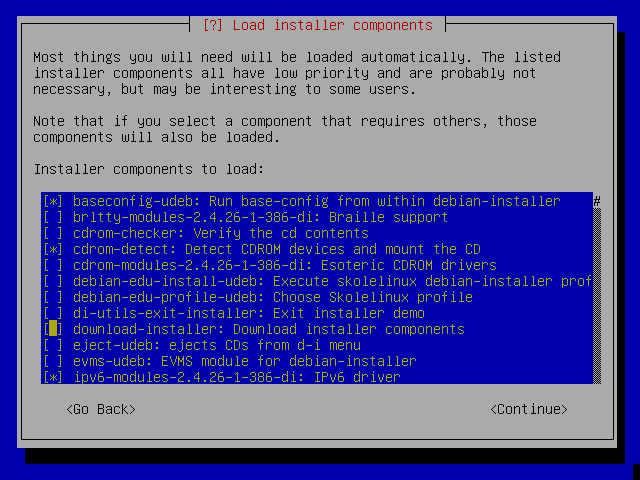 [?] Load installer components
Most things you will need will be loaded automatically. The listed
installer components all have low priority and are probably not
necessary, but may be interesting to some users.
Note that if you select a component that requires others, those
components will also be loaded.
Installer components to load:
[*] baseconfig-udeb: Run base-config from within debian-installer #
[ ] brltty-modules-2.4.26-1-386-di: Braille support
[ ] cdrom-checker: Verify the cd contents
[*] cdrom-detect: Detect CDROM devices and mount the CD
[ ] cdrom-modules-2.4.26-1-386-di: Esoteric CDROM drivers
[ ] debian-edu-install-udeb: Execute skolelinux debian-installer prof
[ ] debian-edu-profile-udeb: Choose Skolelinux profile
[ ] di-utils-exit-installer: Exit installer demo
[ ] download-installer: Download installer components
[ ] eject-udeb: ejects CDs from d-i menu
[ ] evms-udeb: EVMS module for debian-installer
[*] ipv6-modules-2.4.26-1-386-di: IPv6 driver
<Go Back> <Continue>